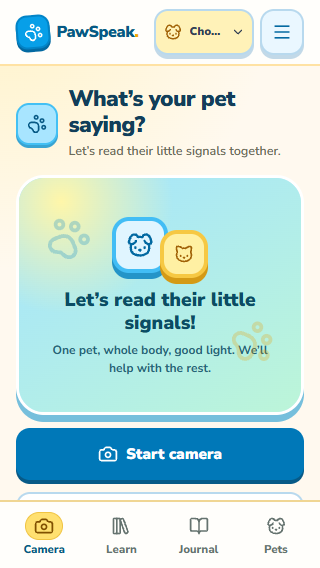 PawSpeak.
Cho...
What's your pet
saying?
Let's read their little signals together.
Let's read their little
signals!
One pet, whole body, good light. We'll
help with the rest.
Start camera
Camera
Learn
Journal
Pets